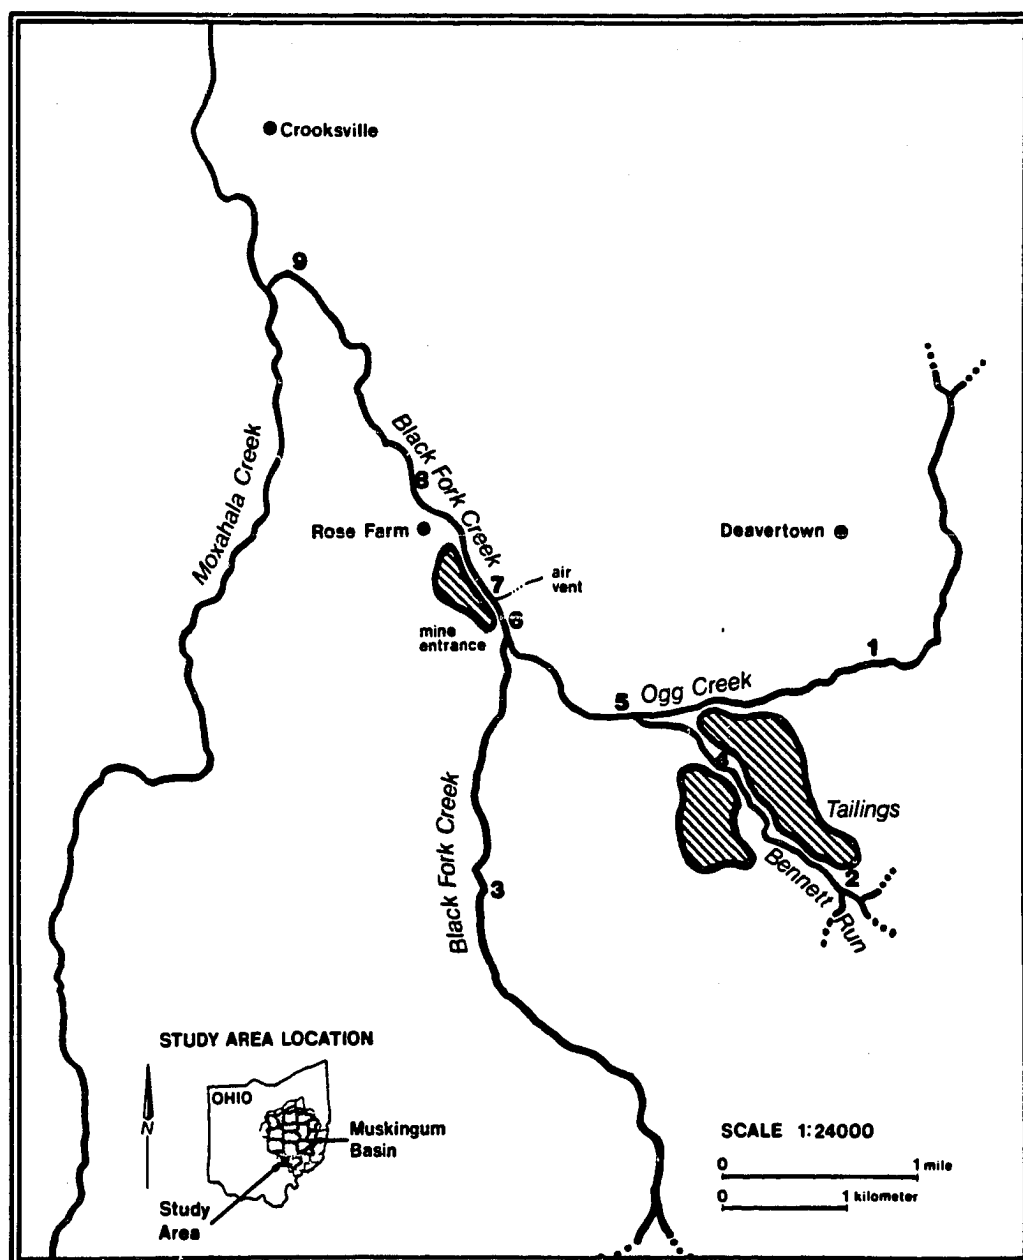 Crooksville
9
Black Fork Creek
Moxahala Creek
8
Rose Farm
Deavertown
7
air
vent
6
mine
entrance
1
5
Ogg Creek
4
Tailings
Black Fork Creek
3
Bennett Run
2
STUDY AREA LOCATION
OHIO
N
Muskingum
Basin
Study
Area
SCALE 1:24000
0 1 mile
0 1 kilometer